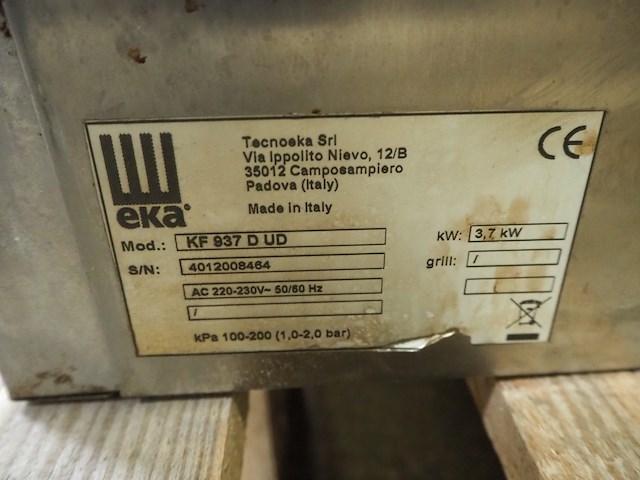 Tecnoeka Srl
Via Ippolito Nievo, 12/B
35012 Camposampiero
Padova (Italy)
Made in Italy
CE
eka
Mod.: KF 937 D UD
kW: 3,7 kW
S/N: 4012008464
grill: /
AC 220-230V~ 50/60 Hz
/
kPa 100-200 (1,0-2,0 bar)